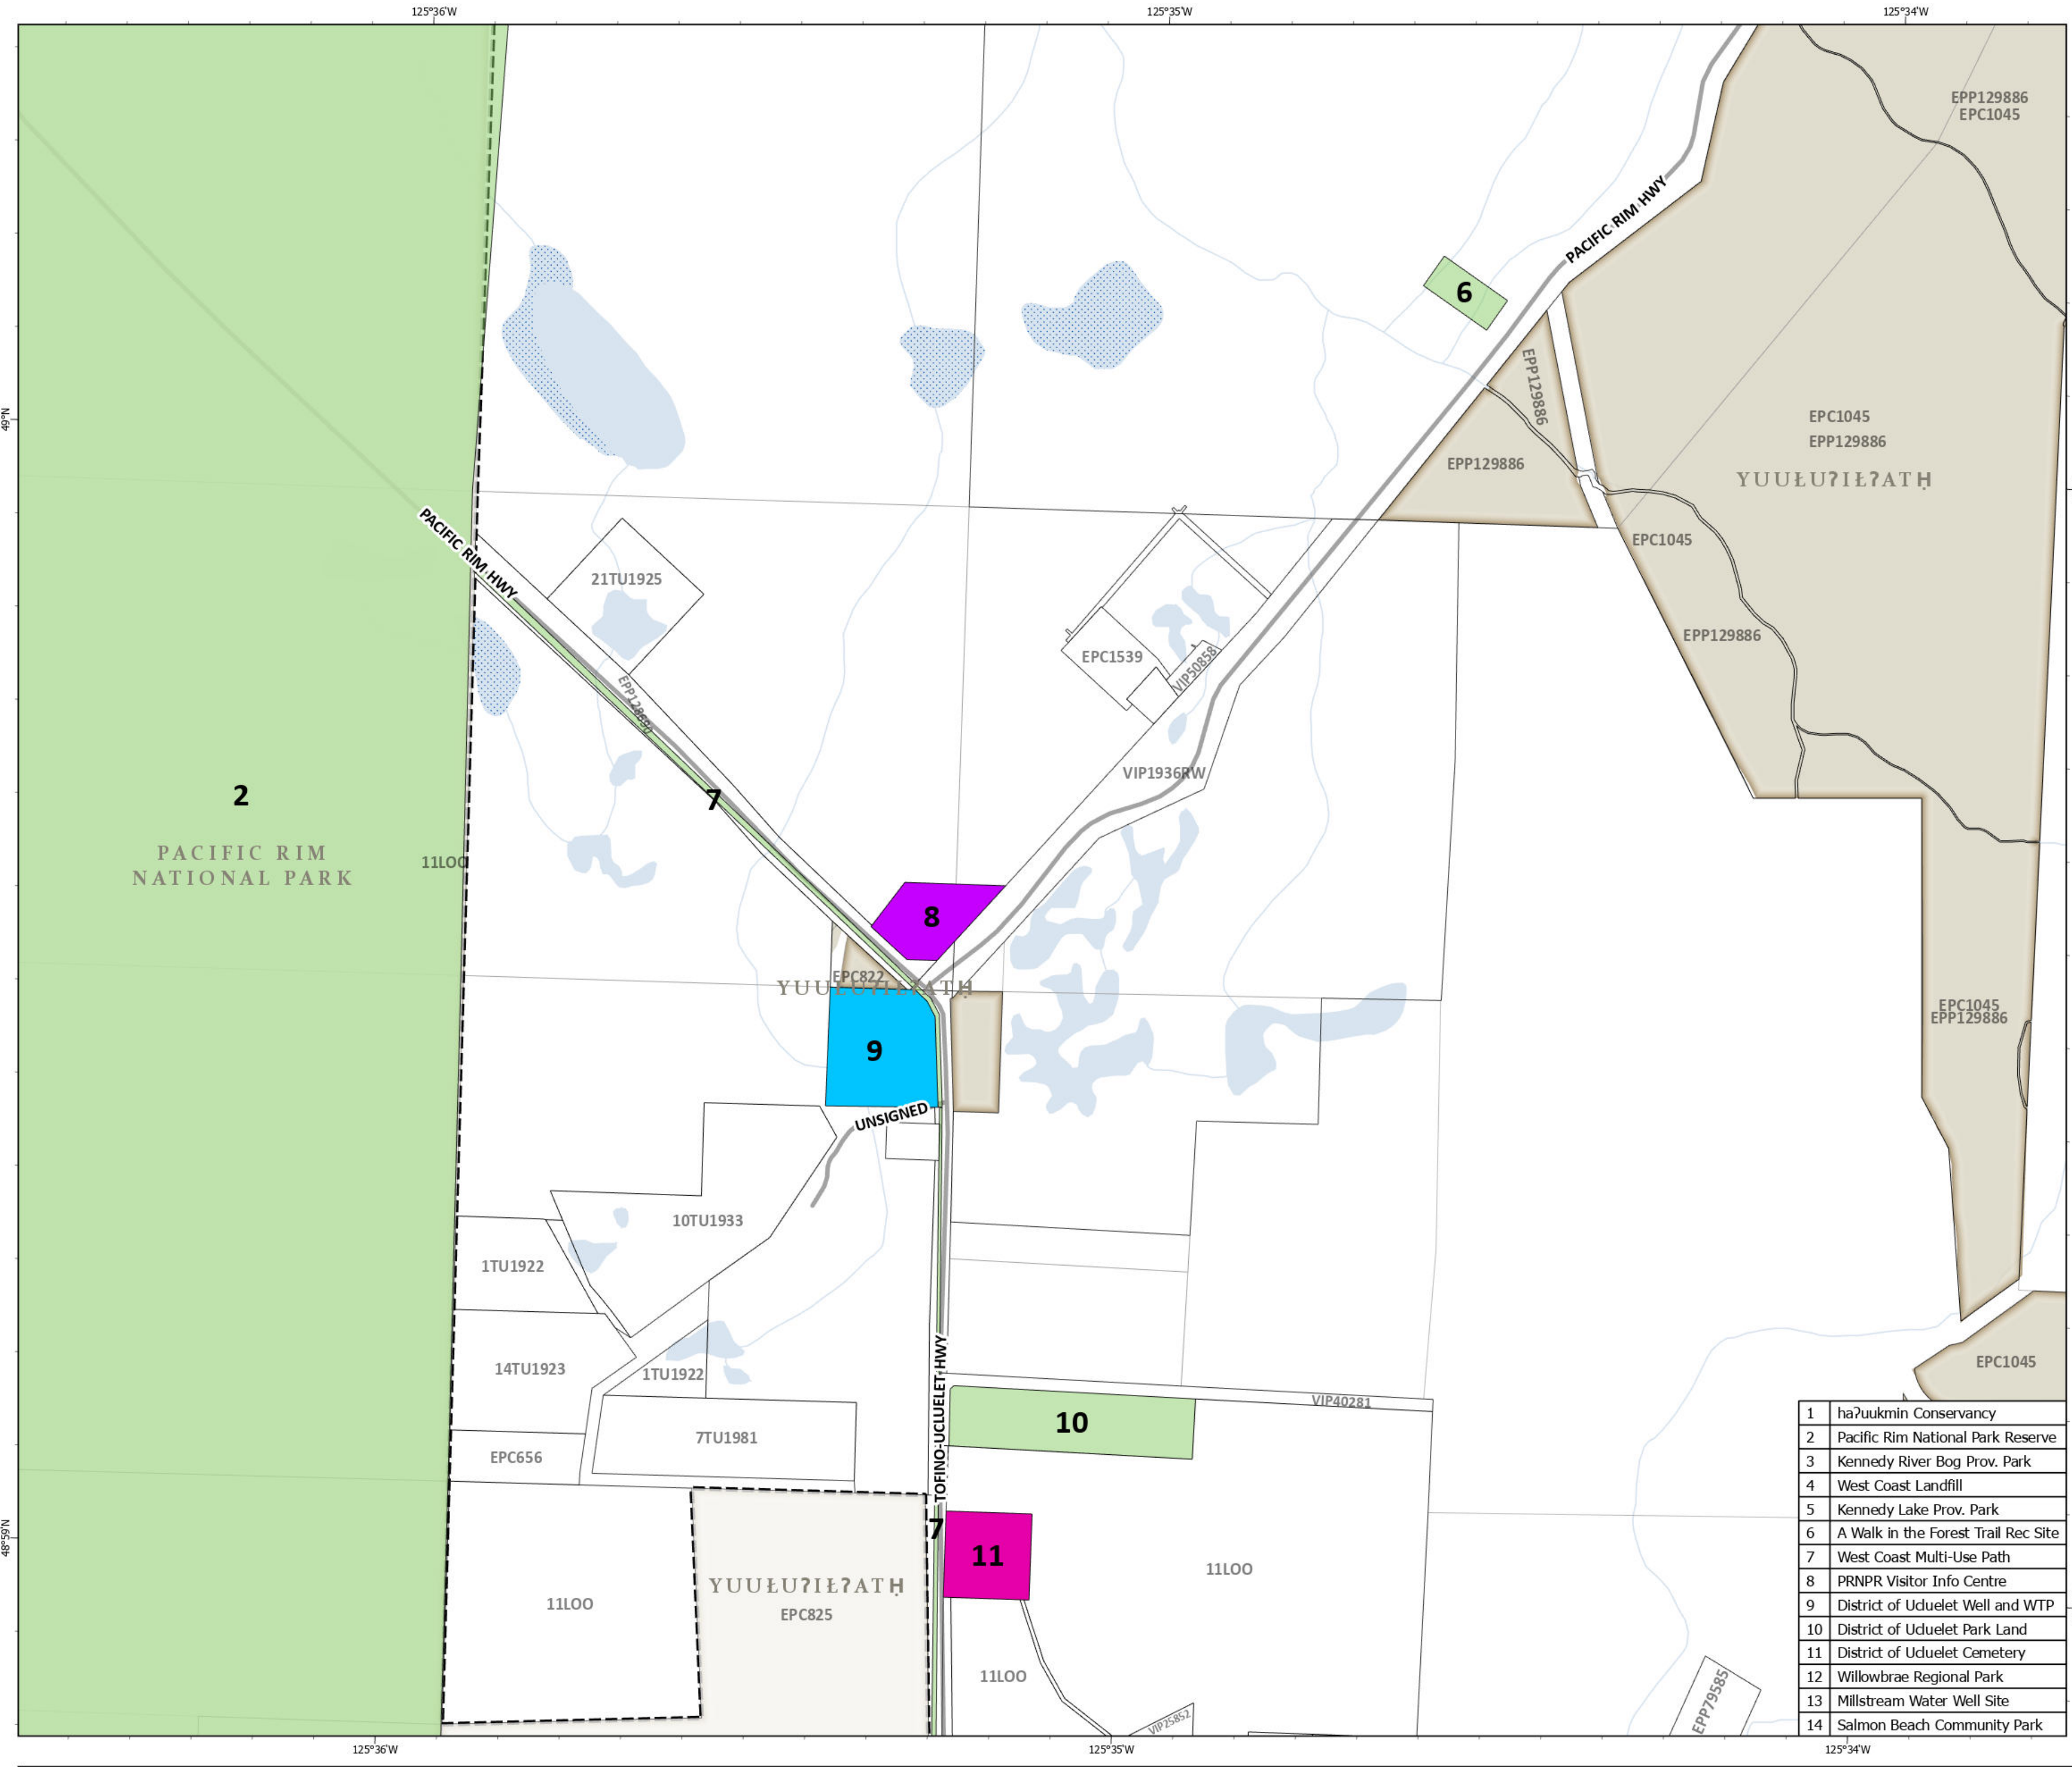 125°36'W
125°35'W
125°34'W
EPP129886
EPC1045
PACIFIC RIM HWY
6
EPP129886
49°N
EPC1045
EPP129886
EPP129886
YUUŁUʔIŁʔATḤ
PACIFIC RIM HWY
EPC1045
21TU1925
EPP129886
EPC1539
VIP50858
EPP128690
VIP1936RW
2
7
PACIFIC RIM
NATIONAL PARK
11LOO
8
EPC822
YUUŁUʔIŁʔATḤ
EPC1045
EPP129886
9
UNSIGNED
10TU1933
1TU1922
14TU1923
1TU1922
TOFINO-UCLUELET HWY
EPC1045
VIP40281
10
7TU1981
EPC656
48°59'N
7
11
11LOO
YUUŁUʔIŁʔATḤ
EPC825
11LOO
11LOO
VIP25852
EPP79585
1 haʔuukmin Conservancy
2 Pacific Rim National Park Reserve
3 Kennedy River Bog Prov. Park
4 West Coast Landfill
5 Kennedy Lake Prov. Park
6 A Walk in the Forest Trail Rec Site
7 West Coast Multi-Use Path
8 PRNPR Visitor Info Centre
9 District of Ucluelet Well and WTP
10 District of Ucluelet Park Land
11 District of Ucluelet Cemetery
12 Willowbrae Regional Park
13 Millstream Water Well Site
14 Salmon Beach Community Park
125°36'W
125°35'W
125°34'W